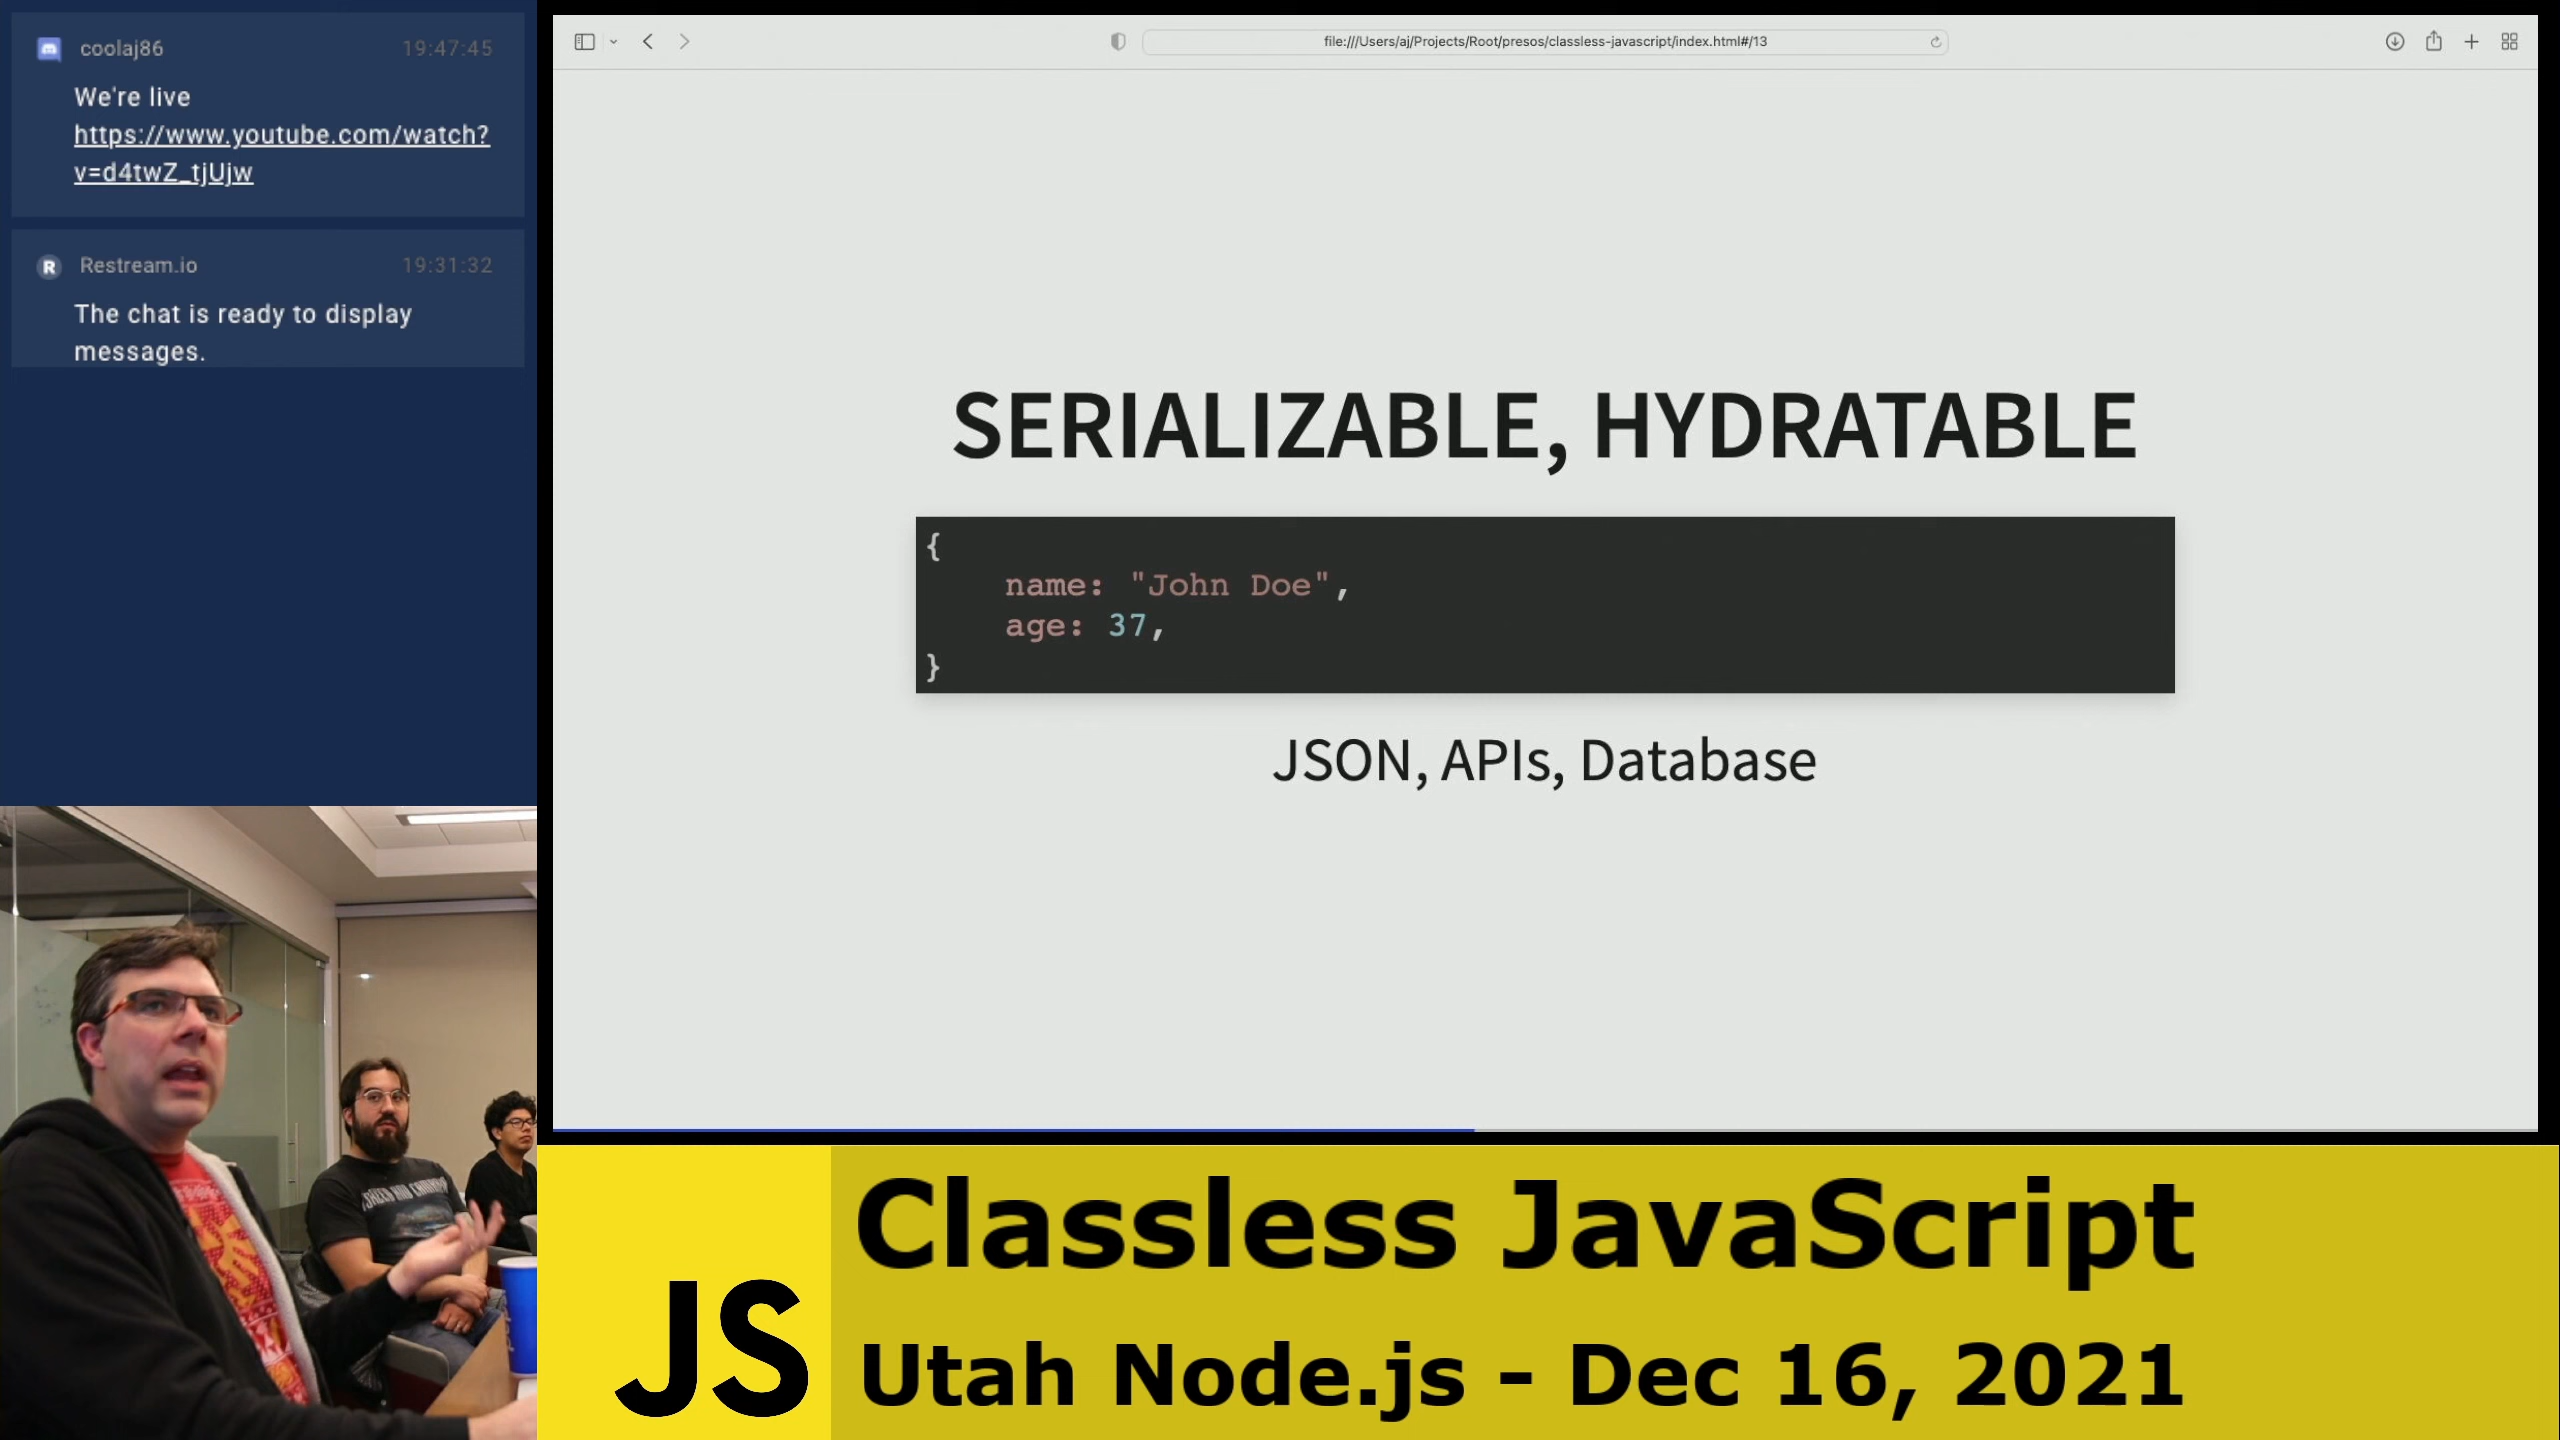 coolaj86 19:47:45
We're live
https://www.youtube.com/watch?
v=d4twZ_tjUjw
R Restream.io 19:31:32
The chat is ready to display
messages.
file:///Users/aj/Projects/Root/presos/classless-javascript/index.html#/13
SERIALIZABLE, HYDRATABLE
{
name: "John Doe",
age: 37,
}
JSON, APIs, Database
JS
Classless JavaScript
Utah Node.js - Dec 16, 2021